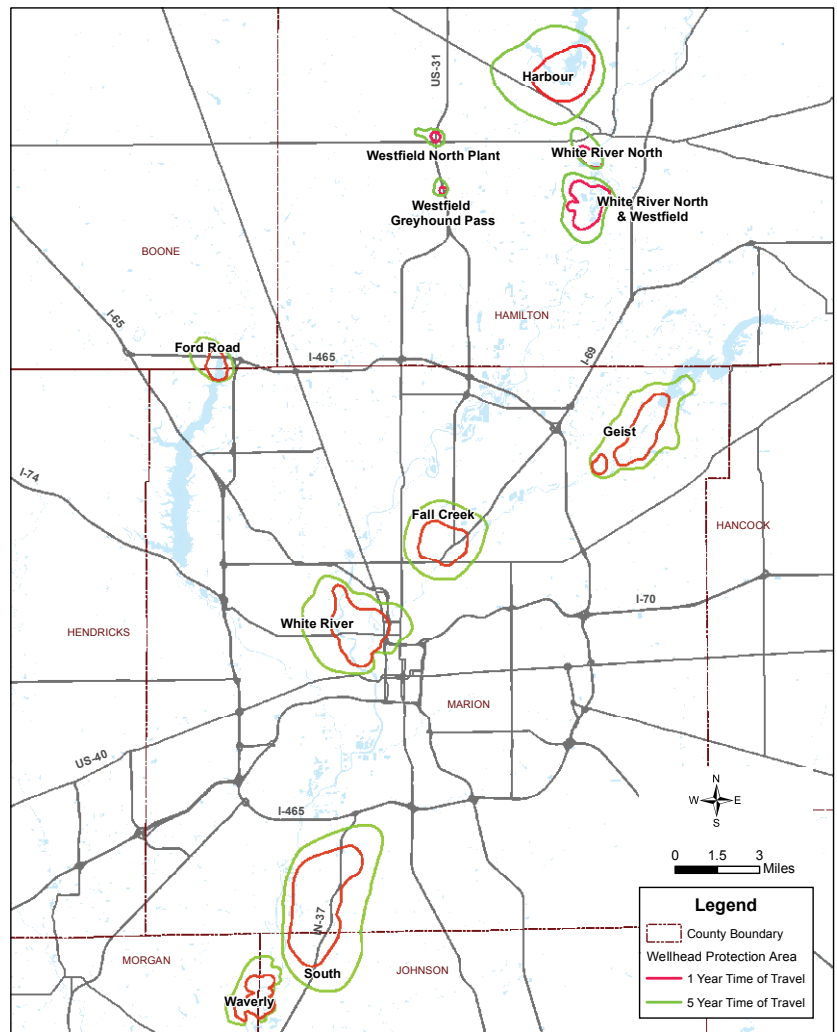 US-31
Harbour
Westfield North Plant
White River North
Westfield
Greyhound Pass
White River North
& Westfield
BOONE
I-65
HAMILTON
Ford Road
I-465
I-69
Geist
I-74
Fall Creek
HANCOCK
I-70
White River
HENDRICKS
MARION
US-40
N
W E
S
I-465
0 1.5 3
Miles
Legend
County Boundary
Wellhead Protection Area
1 Year Time of Travel
5 Year Time of Travel
N-37
MORGAN
South
JOHNSON
Waverly